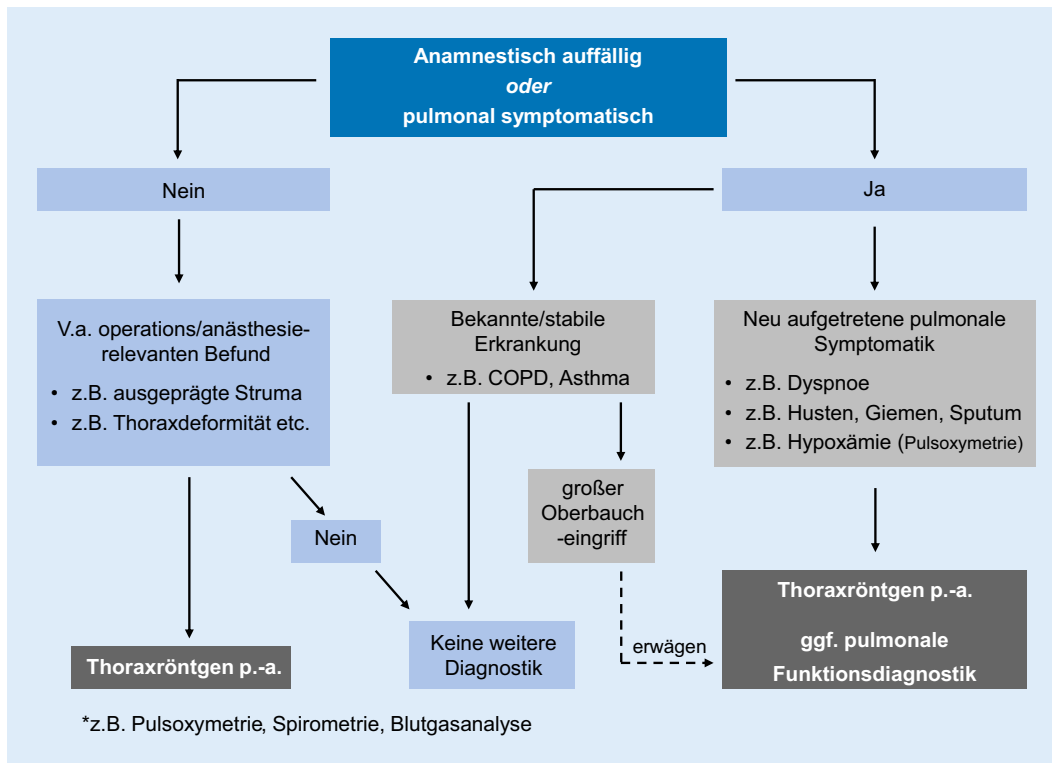 Anamnestisch auffällig
oder
pulmonal symptomatisch
Nein
Ja
V.a. operations/anästhesie-
relevanten Befund
• z.B. ausgeprägte Struma
• z.B. Thoraxdeformität etc.
Bekannte/stabile
Erkrankung
• z.B. COPD, Asthma
Neu aufgetretene pulmonale
Symptomatik
• z.B. Dyspnoe
• z.B. Husten, Giemen, Sputum
• z.B. Hypoxämie (Pulsoxymetrie)
großer
Oberbauch
-eingriff
Nein
Thoraxröntgen p.-a.
Keine weitere
Diagnostik
erwägen
Thoraxröntgen p.-a.
ggf. pulmonale
Funktionsdiagnostik
*z.B. Pulsoxymetrie, Spirometrie, Blutgasanalyse